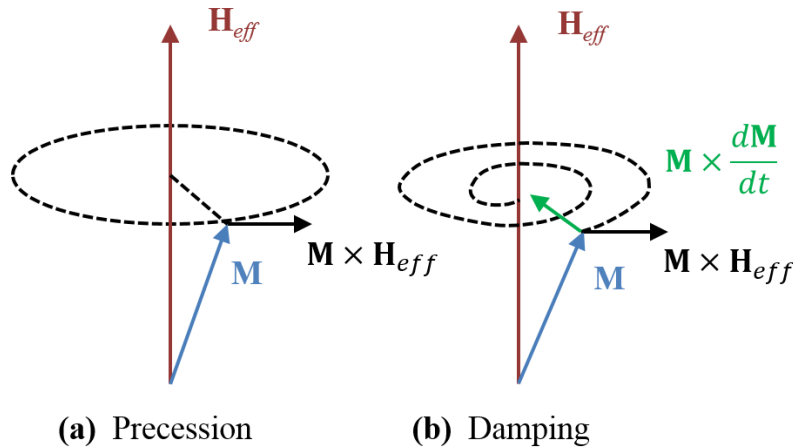 H_eff
M × H_eff
M
(a) Precession
H_eff
M × dM/dt
M × H_eff
M
(b) Damping